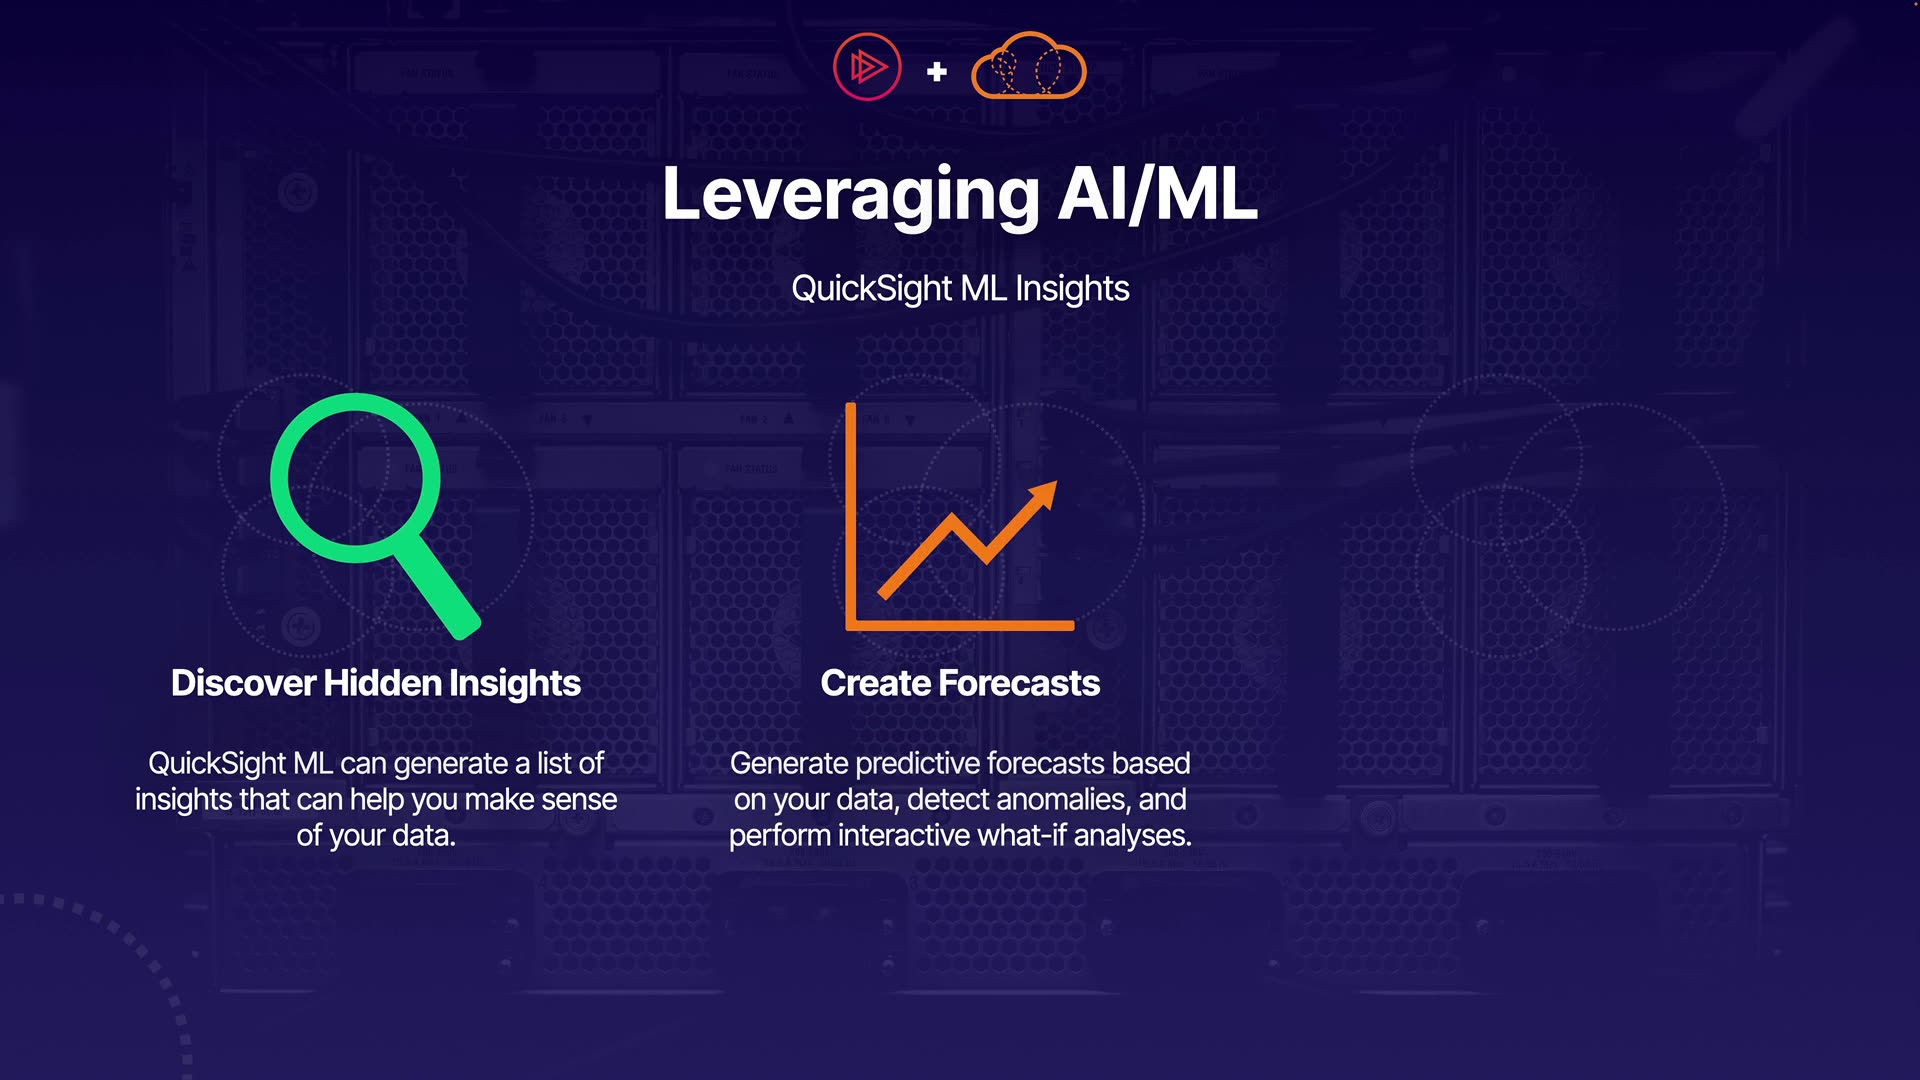 Leveraging AI/ML
QuickSight ML Insights
Discover Hidden Insights
QuickSight ML can generate a list of
insights that can help you make sense
of your data.
Create Forecasts
Generate predictive forecasts based
on your data, detect anomalies, and
perform interactive what-if analyses.